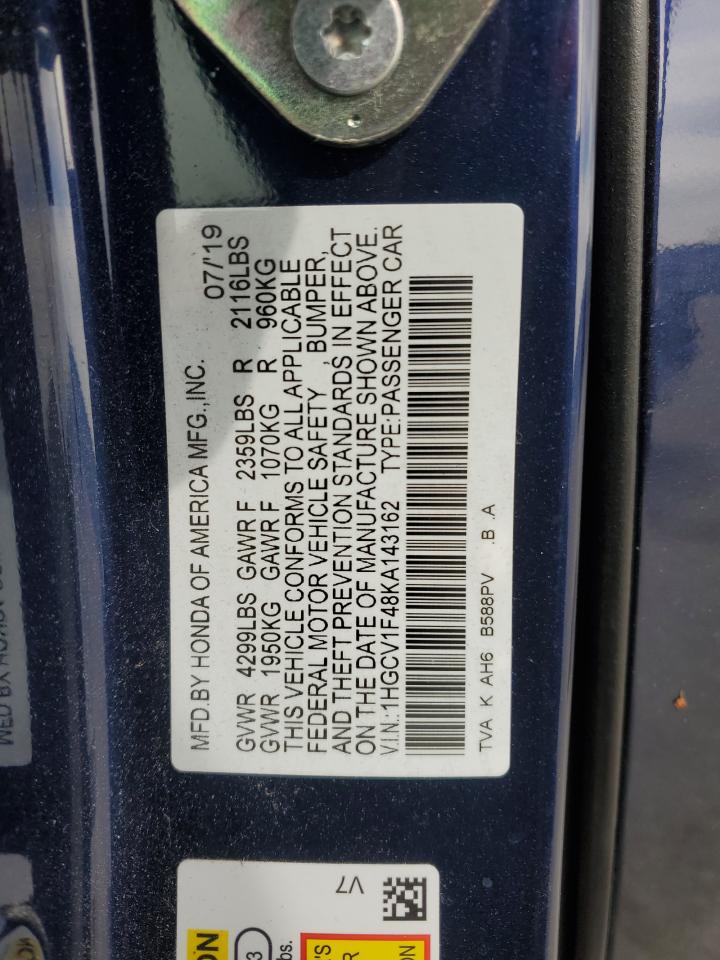 MFD.BY HONDA OF AMERICA MFG.,INC. 07/'19
GVWR 4299LBS GAWR F 2359LBS R 2116LBS
GVWR 1950KG GAWR F 1070KG R 960KG
THIS VEHICLE CONFORMS TO ALL APPLICABLE
FEDERAL MOTOR VEHICLE SAFETY , BUMPER,
AND THEFT PREVENTION STANDARDS IN EFFECT
ON THE DATE OF MANUFACTURE SHOWN ABOVE.
V.I.N.:1HGCV1F48KA143162 TYPE:PASSENGER CAR
TVA K AH6 B588PV .B .A
V7